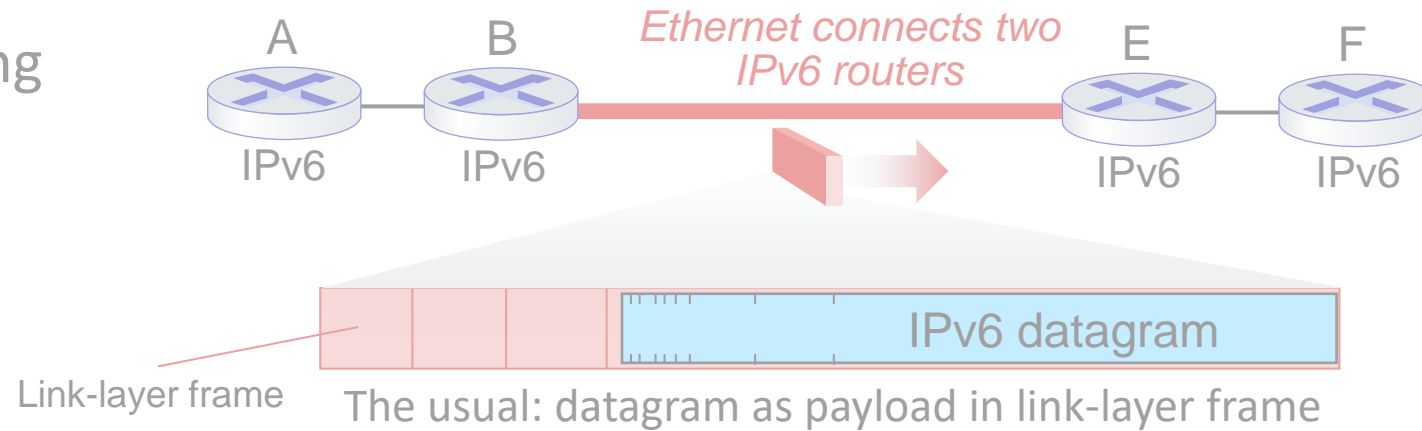 A
B
Ethernet connects two
IPv6 routers
E
F
IPv6
IPv6
IPv6
IPv6
IPv6 datagram
Link-layer frame
The usual: datagram as payload in link-layer frame